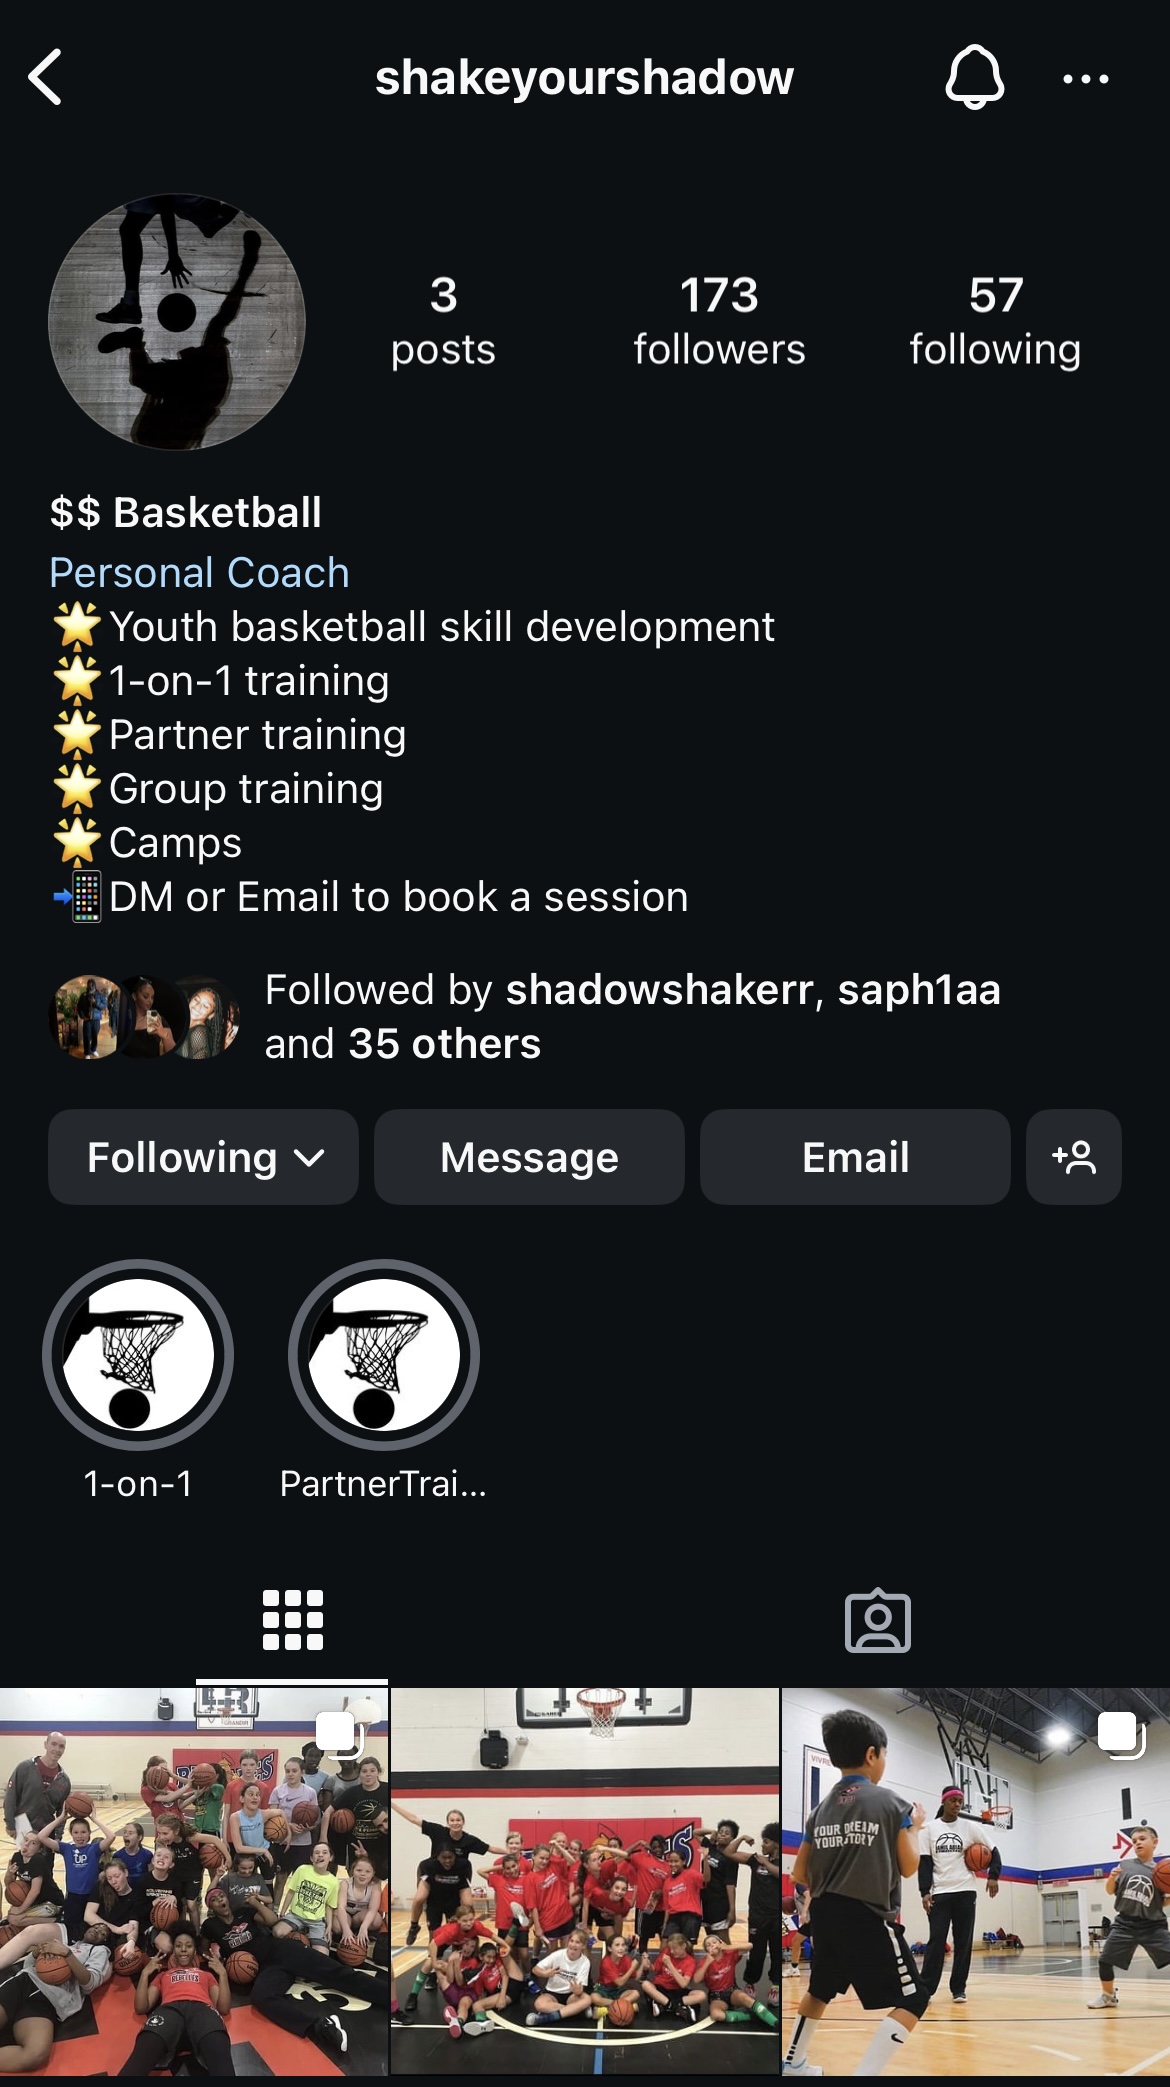 shakeyourshadow
3 173 57
posts followers following
$$ Basketball
Personal Coach
🌟Youth basketball skill development
🌟1-on-1 training
🌟Partner training
🌟Group training
🌟Camps
📲DM or Email to book a session
Followed by shadowshakerr, saph1aa
and 35 others
Following Message Email
1-on-1 PartnerTrai...
YOUR DREAM
YOUR STORY